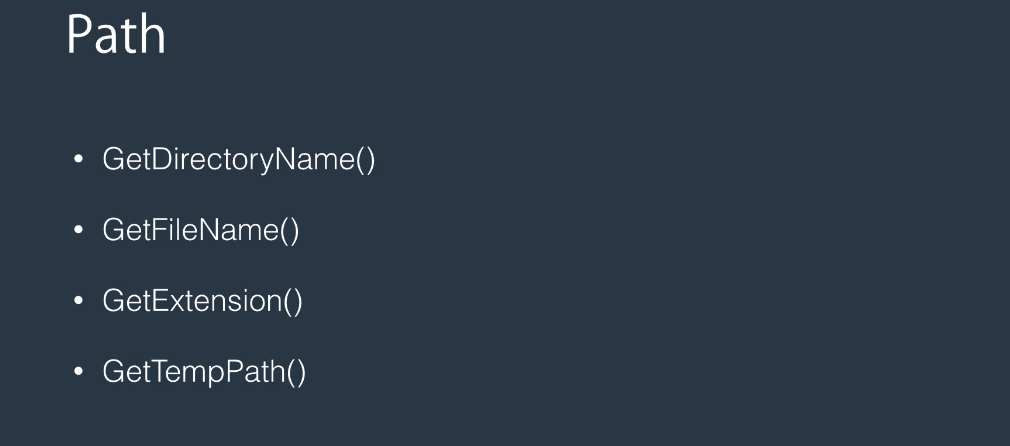 Path
• GetDirectoryName()
• GetFileName()
• GetExtension()
• GetTempPath()